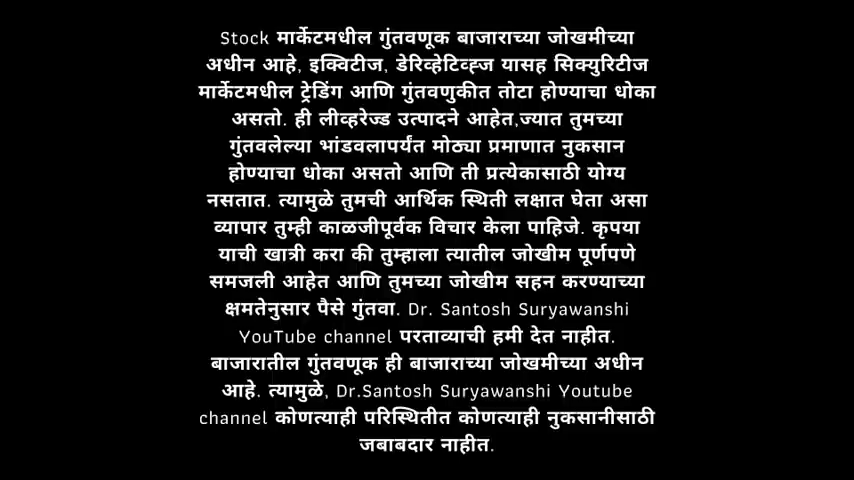 Stock मार्केटमधील गुंतवणूक बाजाराच्या जोखमीच्या
अधीन आहे, इक्विटीज, डेरिव्हेटिव्ह्ज यासह सिक्युरिटीज
मार्केटमधील ट्रेडिंग आणि गुंतवणुकीत तोटा होण्याचा धोका
असतो. ही लीव्हरेज्ड उत्पादने आहेत,ज्यात तुमच्या
गुंतवलेल्या भांडवलापर्यंत मोठ्या प्रमाणात नुकसान
होण्याचा धोका असतो आणि ती प्रत्येकासाठी योग्य
नसतात. त्यामुळे तुमची आर्थिक स्थिती लक्षात घेता असा
व्यापार तुम्ही काळजीपूर्वक विचार केला पाहिजे. कृपया
याची खात्री करा की तुम्हाला त्यातील जोखीम पूर्णपणे
समजली आहेत आणि तुमच्या जोखीम सहन करण्याच्या
क्षमतेनुसार पैसे गुंतवा. Dr. Santosh Suryawanshi
YouTube channel परताव्याची हमी देत नाहीत.
बाजारातील गुंतवणूक ही बाजाराच्या जोखमीच्या अधीन
आहे. त्यामुळे, Dr.Santosh Suryawanshi Youtube
channel कोणत्याही परिस्थितीत कोणत्याही नुकसानीसाठी
जबाबदार नाहीत.